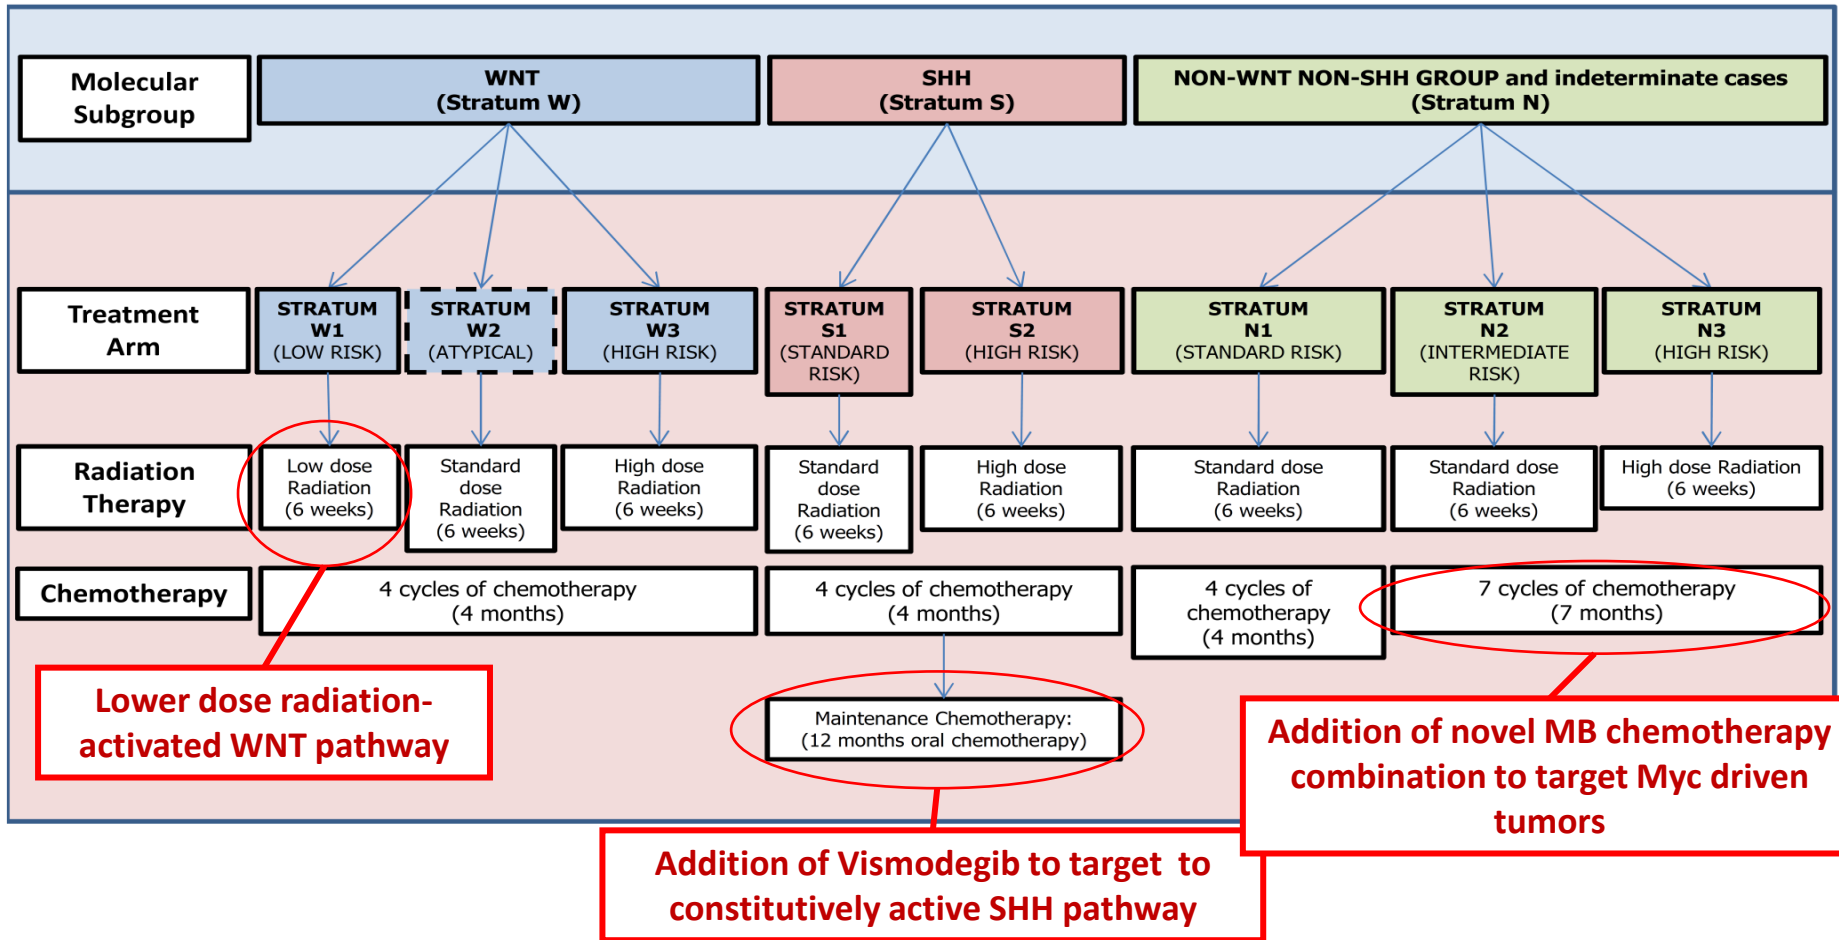 Molecular
Subgroup
WNT
(Stratum W)
SHH
(Stratum S)
NON-WNT NON-SHH GROUP and indeterminate cases
(Stratum N)
Treatment
Arm
STRATUM
W1
(LOW RISK)
STRATUM
W2
(ATYPICAL)
STRATUM
W3
(HIGH RISK)
STRATUM
S1
(STANDARD
RISK)
STRATUM
S2
(HIGH RISK)
STRATUM
N1
(STANDARD RISK)
STRATUM
N2
(INTERMEDIATE
RISK)
STRATUM
N3
(HIGH RISK)
Radiation
Therapy
Low dose
Radiation
(6 weeks)
Standard
dose
Radiation
(6 weeks)
High dose
Radiation
(6 weeks)
Standard
dose
Radiation
(6 weeks)
High dose
Radiation
(6 weeks)
Standard dose
Radiation
(6 weeks)
Standard dose
Radiation
(6 weeks)
High dose Radiation
(6 weeks)
Chemotherapy
4 cycles of chemotherapy
(4 months)
4 cycles of chemotherapy
(4 months)
4 cycles of
chemotherapy
(4 months)
7 cycles of chemotherapy
(7 months)
Maintenance Chemotherapy:
(12 months oral chemotherapy)
Lower dose radiation-
activated WNT pathway
Addition of Vismodegib to target to
constitutively active SHH pathway
Addition of novel MB chemotherapy
combination to target Myc driven
tumors